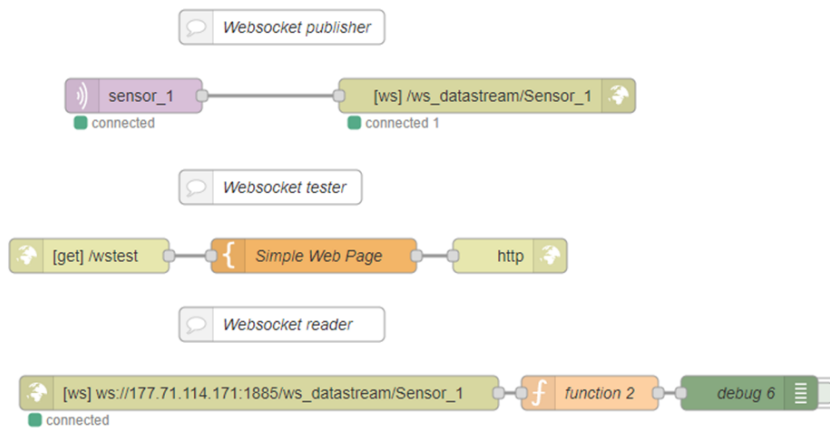 Websocket publisher
sensor_1
[ws] /ws_datastream/Sensor_1
connected
connected 1
Websocket tester
[get] /wstest
{
Simple Web Page
http
Websocket reader
[ws] ws://177.71.114.171:1885/ws_datastream/Sensor_1
f
function 2
debug 6
connected